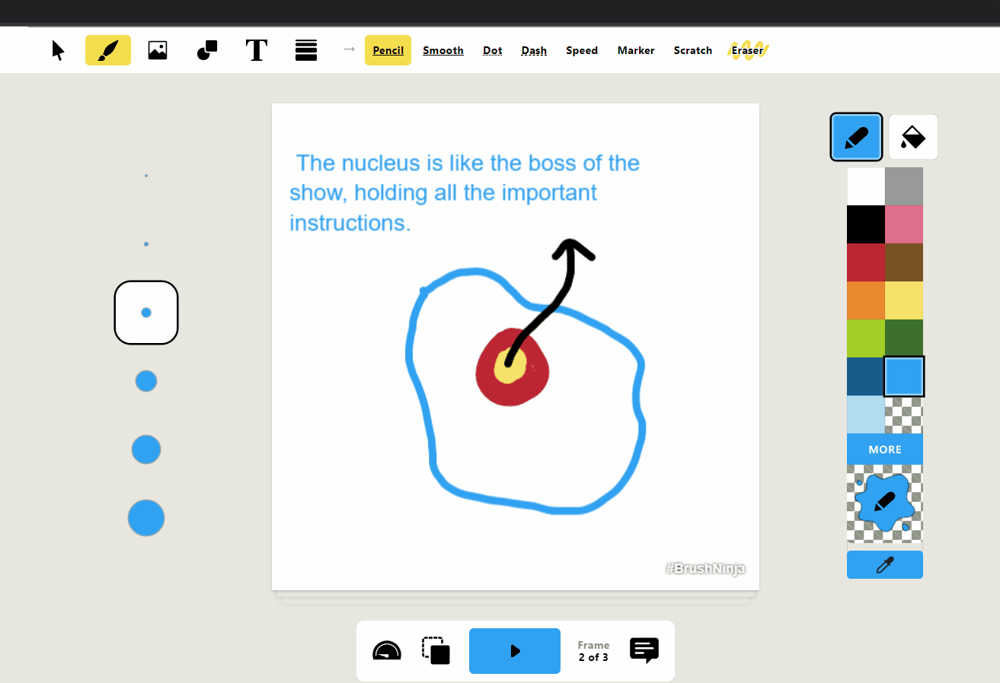 T → Pencil Smooth Dot Dash Speed Marker Scratch Eraser
The nucleus is like the boss of the
show, holding all the important
instructions.
MORE
#BrushNinja
Frame
2 of 3